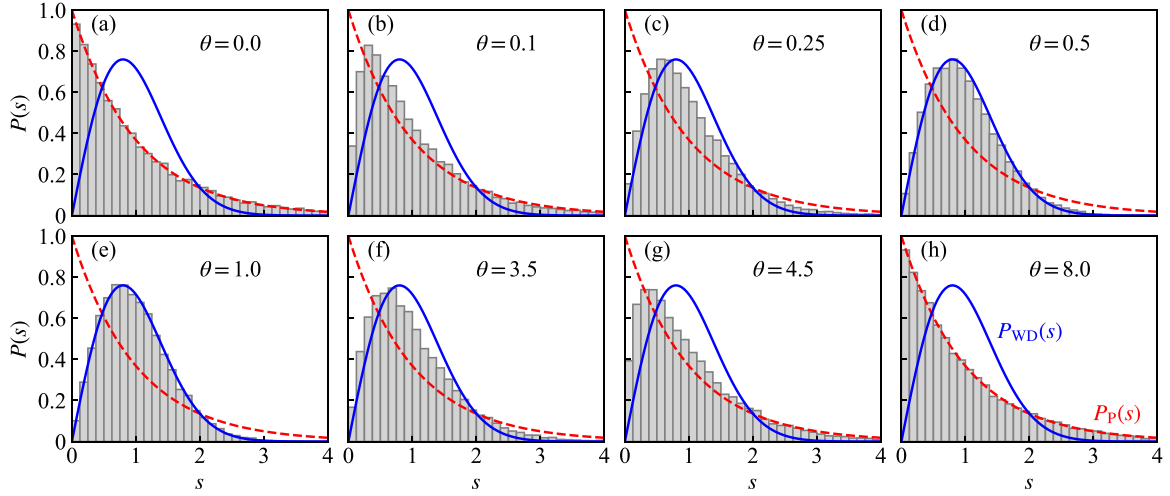 (a) θ = 0.0
(b) θ = 0.1
(c) θ = 0.25
(d) θ = 0.5
1.0
0.8
0.6
0.4
0.2
0
P(s)
(e) θ = 1.0
(f) θ = 3.5
(g) θ = 4.5
(h) θ = 8.0
1.0
0.8
0.6
0.4
0.2
0
P(s)
P_WD(s)
P_P(s)
0 1 2 3 4
0 1 2 3 4
0 1 2 3 4
0 1 2 3 4
s
s
s
s